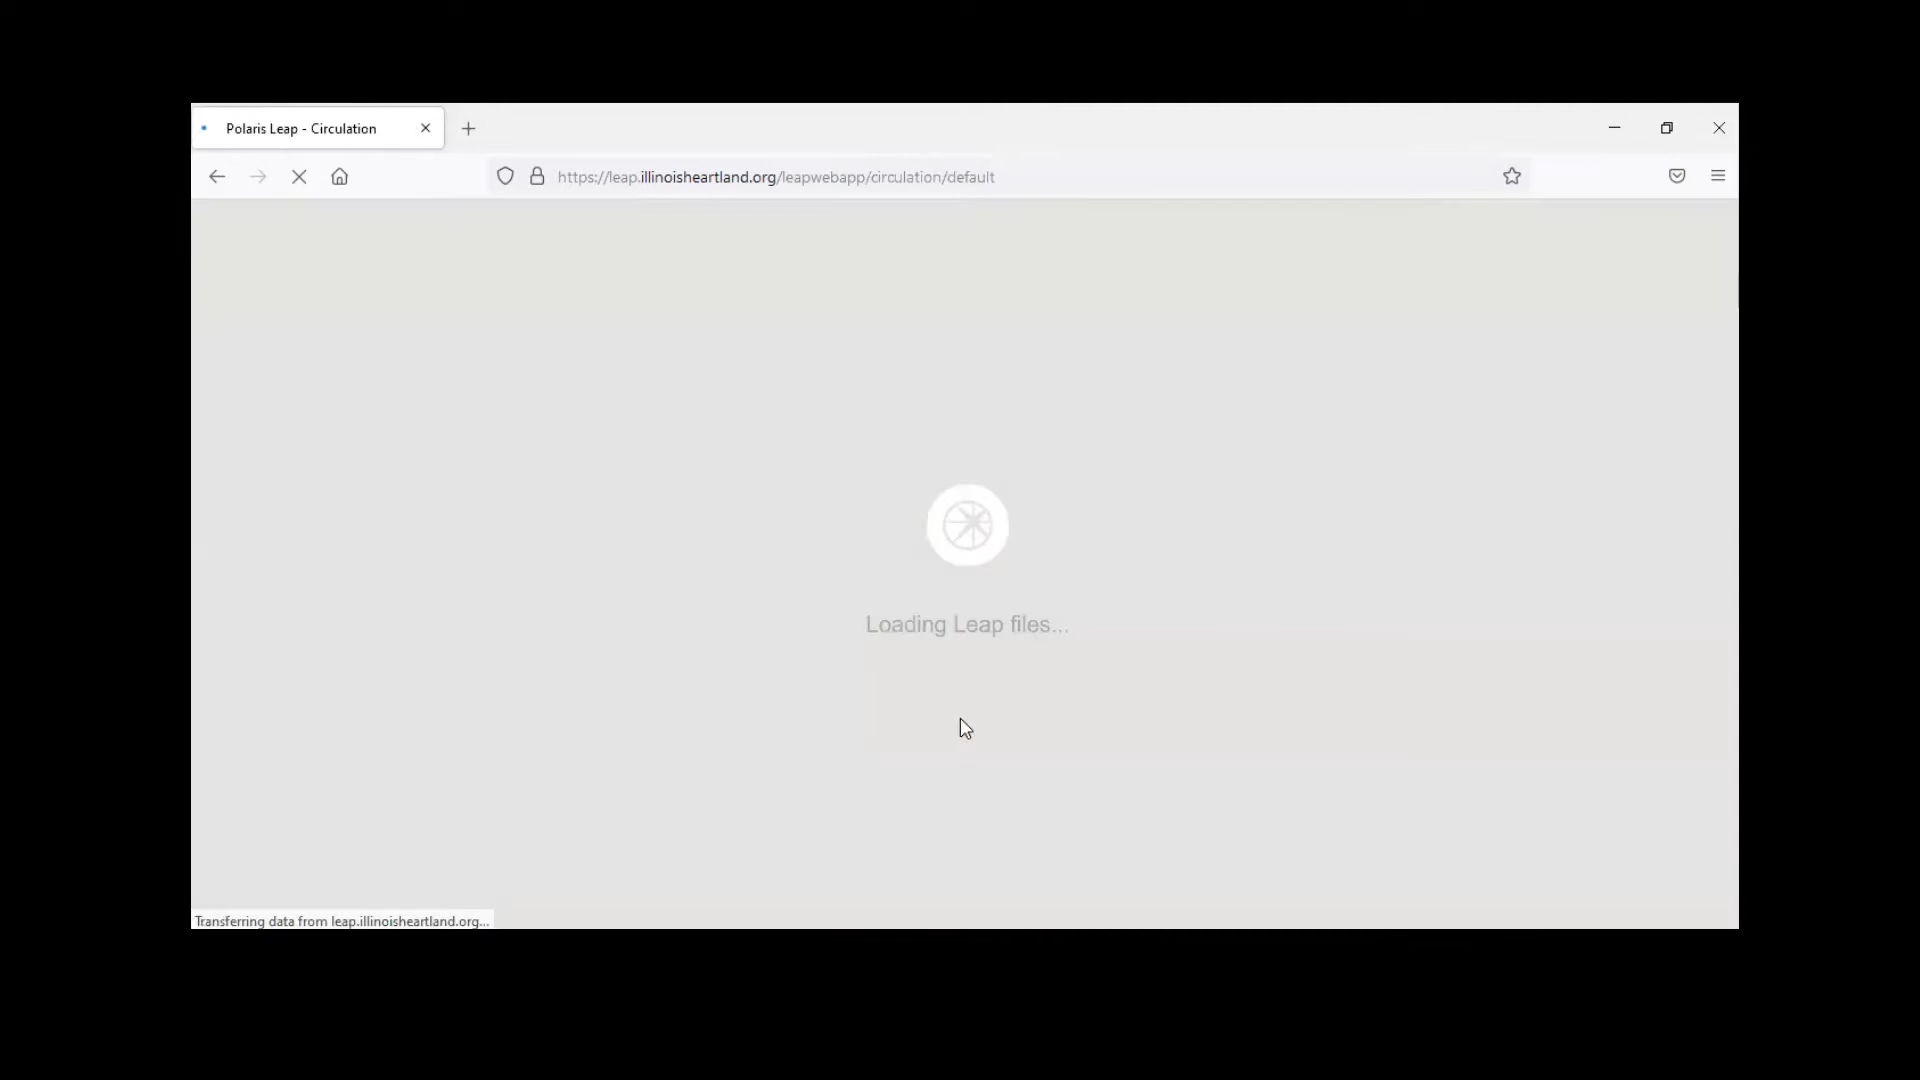 Polaris Leap - Circulation
https://leap.illinoisheartland.org/leapwebapp/circulation/default
Loading Leap files...
Transferring data from leap.illinoisheartland.org...